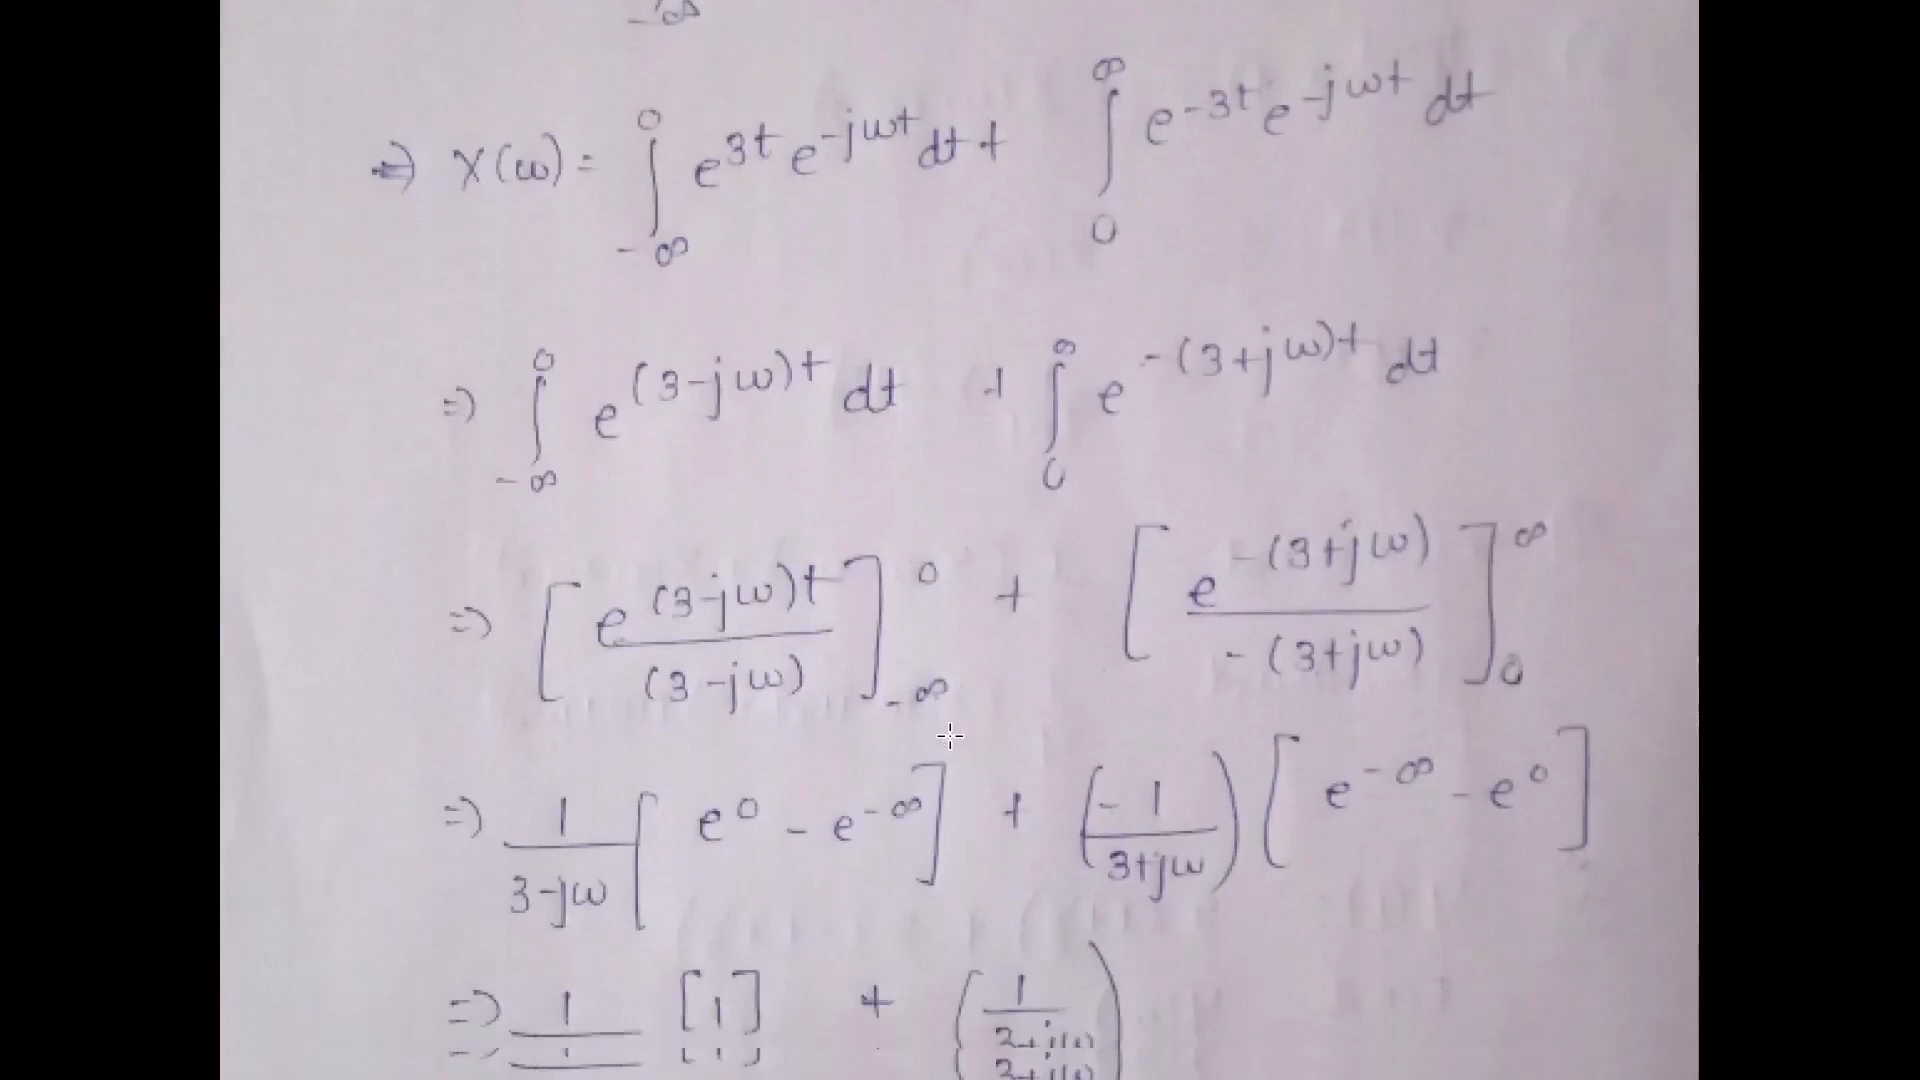 -∞
⇒ X(ω) = ∫_{-∞}^{0} e^{3t} e^{-jωt} dt + ∫_{0}^{∞} e^{-3t} e^{-jωt} dt
⇒ ∫_{-∞}^{0} e^{(3-jω)t} dt + ∫_{0}^{∞} e^{-(3+jω)t} dt
⇒ [ e^{(3-jω)t} / (3-jω) ]_{-∞}^{0} + [ e^{-(3+jω)} / -(3+jω) ]_{0}^{∞}
⇒ 1/(3-jω) [ e^{0} - e^{-∞} ] + (-1/(3+jω)) [ e^{-∞} - e^{0} ]
⇒ 1 [1] + ( 1